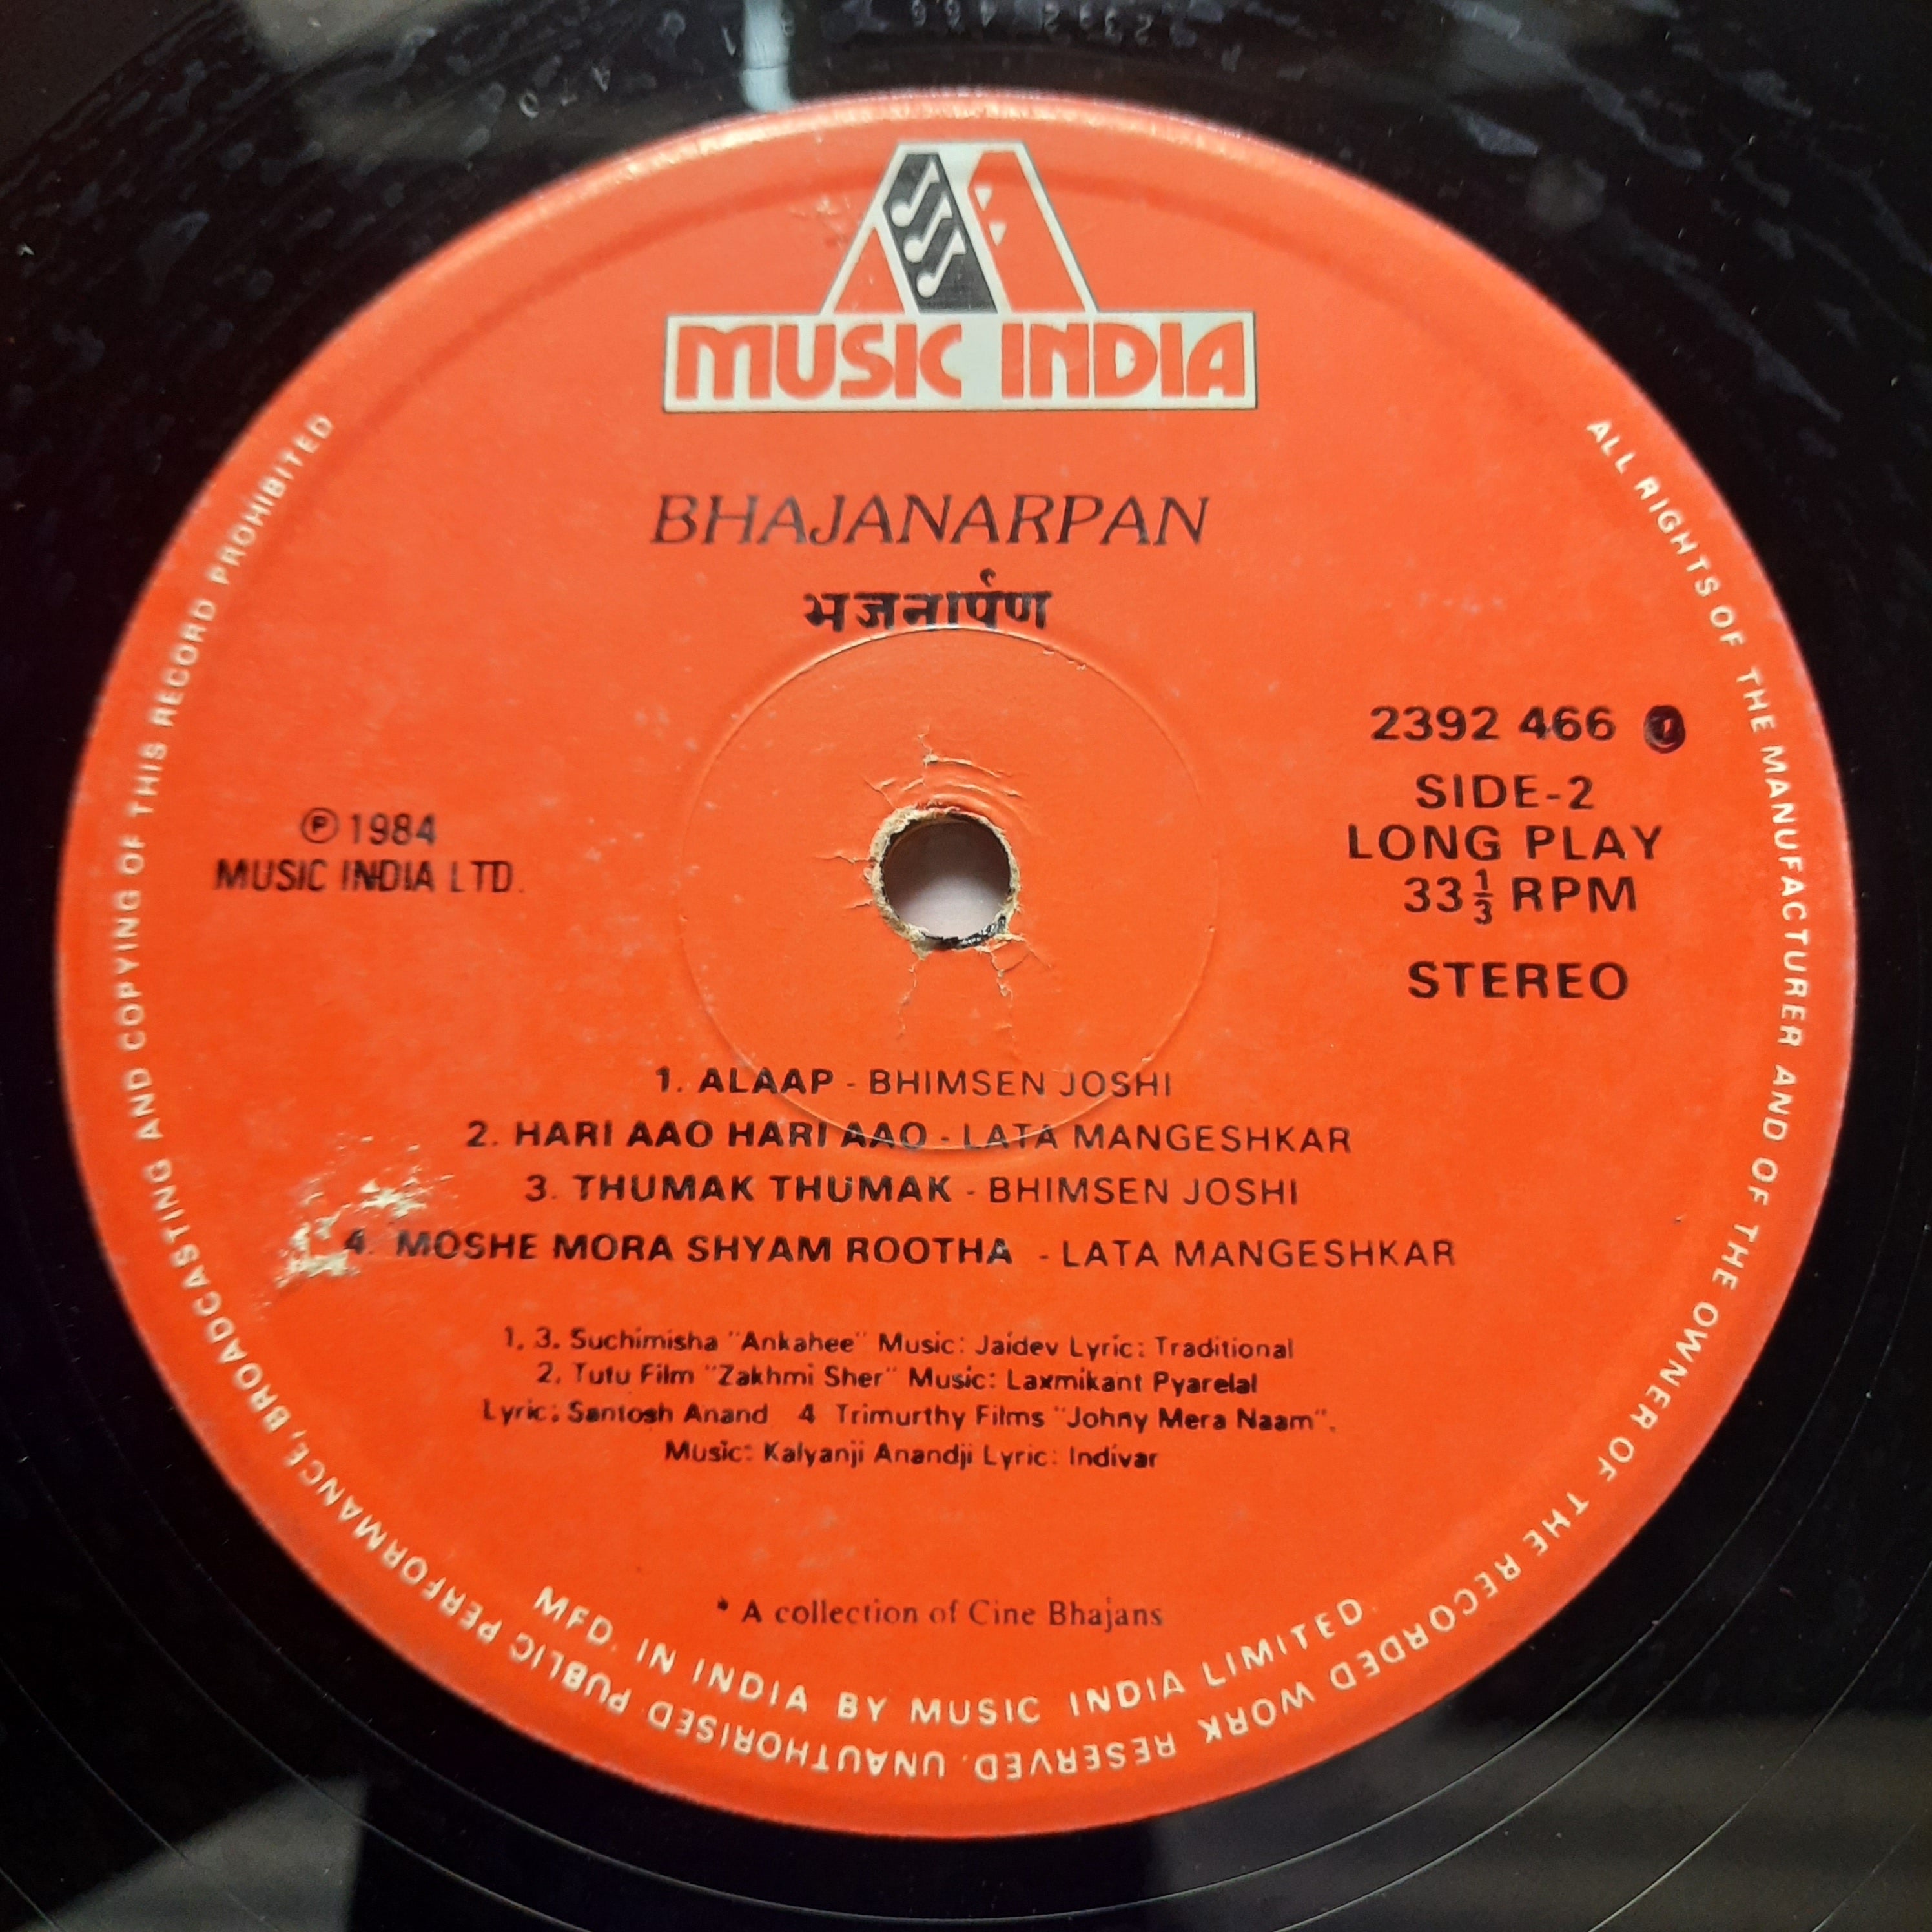 MUSIC INDIA
BHAJANARPAN
भजनार्पण
2392 466
SIDE-2
LONG PLAY
33 1/3 RPM
STEREO
Ⓟ 1984
MUSIC INDIA LTD.
1. ALAAP - BHIMSEN JOSHI
2. HARI AAO HARI AAO - LATA MANGESHKAR
3. THUMAK THUMAK - BHIMSEN JOSHI
4. MOSHE MORA SHYAM ROOTHA - LATA MANGESHKAR
1, 3. Suchimisha "Ankahee" Music: Jaidev Lyric: Traditional
2. Tutu Film "Zakhmi Sher" Music: Laxmikant Pyarelal
Lyric: Santosh Anand 4 Trimurthy Films "Johny Mera Naam".
Music: Kalyanji Anandji Lyric: Indivar
* A collection of Cine Bhajans
MFD. IN INDIA BY MUSIC INDIA LIMITED.
ALL RIGHTS OF THE MANUFACTURER AND OF THE OWNER OF THE RECORDED WORK RESERVED. UNAUTHORISED PUBLIC PERFORMANCE, BROADCASTING AND COPYING OF THIS RECORD PROHIBITED